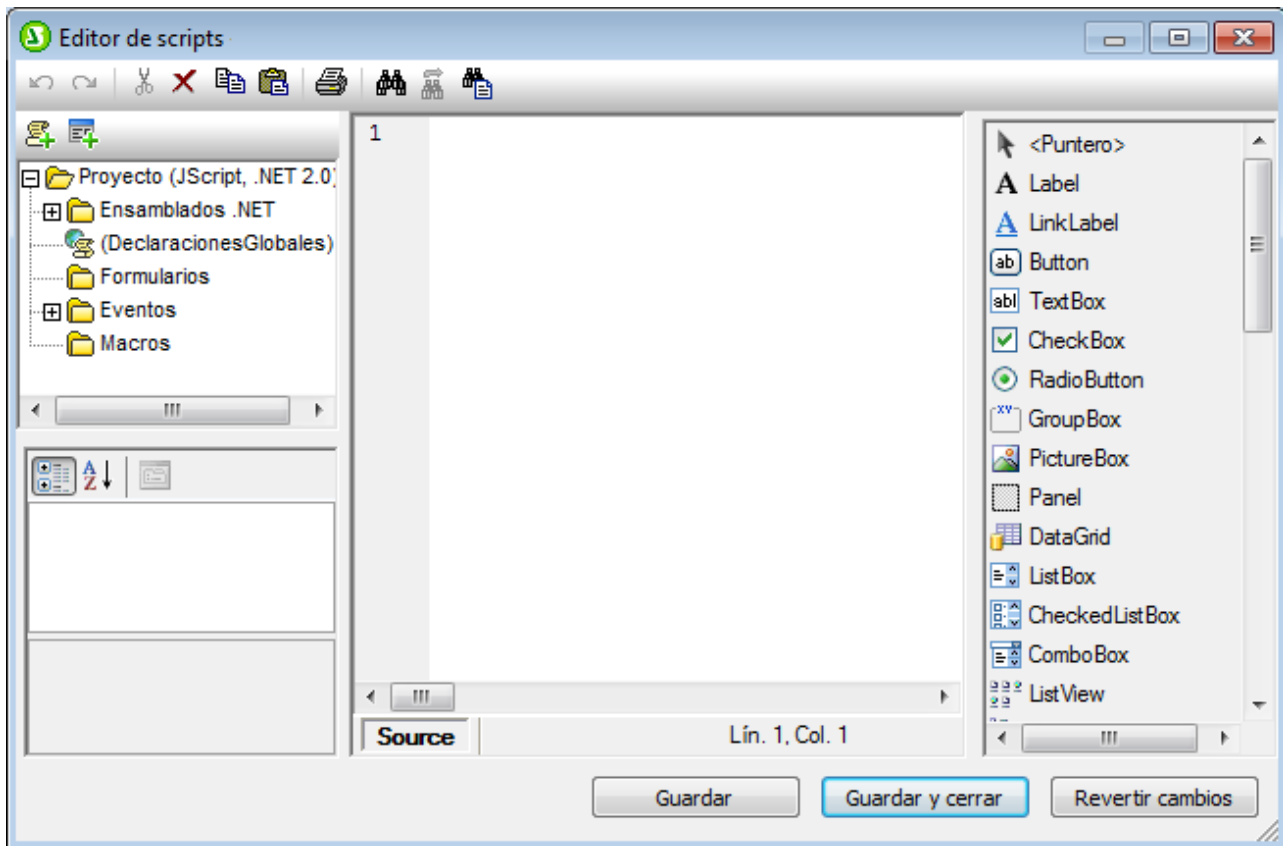 Editor de scripts
Proyecto (JScript, .NET 2.0)
Ensamblados .NET
(DeclaracionesGlobales)
Formularios
Eventos
Macros
1
Source
Lín. 1, Col. 1
<Puntero>
Label
LinkLabel
Button
TextBox
CheckBox
RadioButton
GroupBox
PictureBox
Panel
DataGrid
ListBox
CheckedListBox
ComboBox
ListView
Guardar
Guardar y cerrar
Revertir cambios